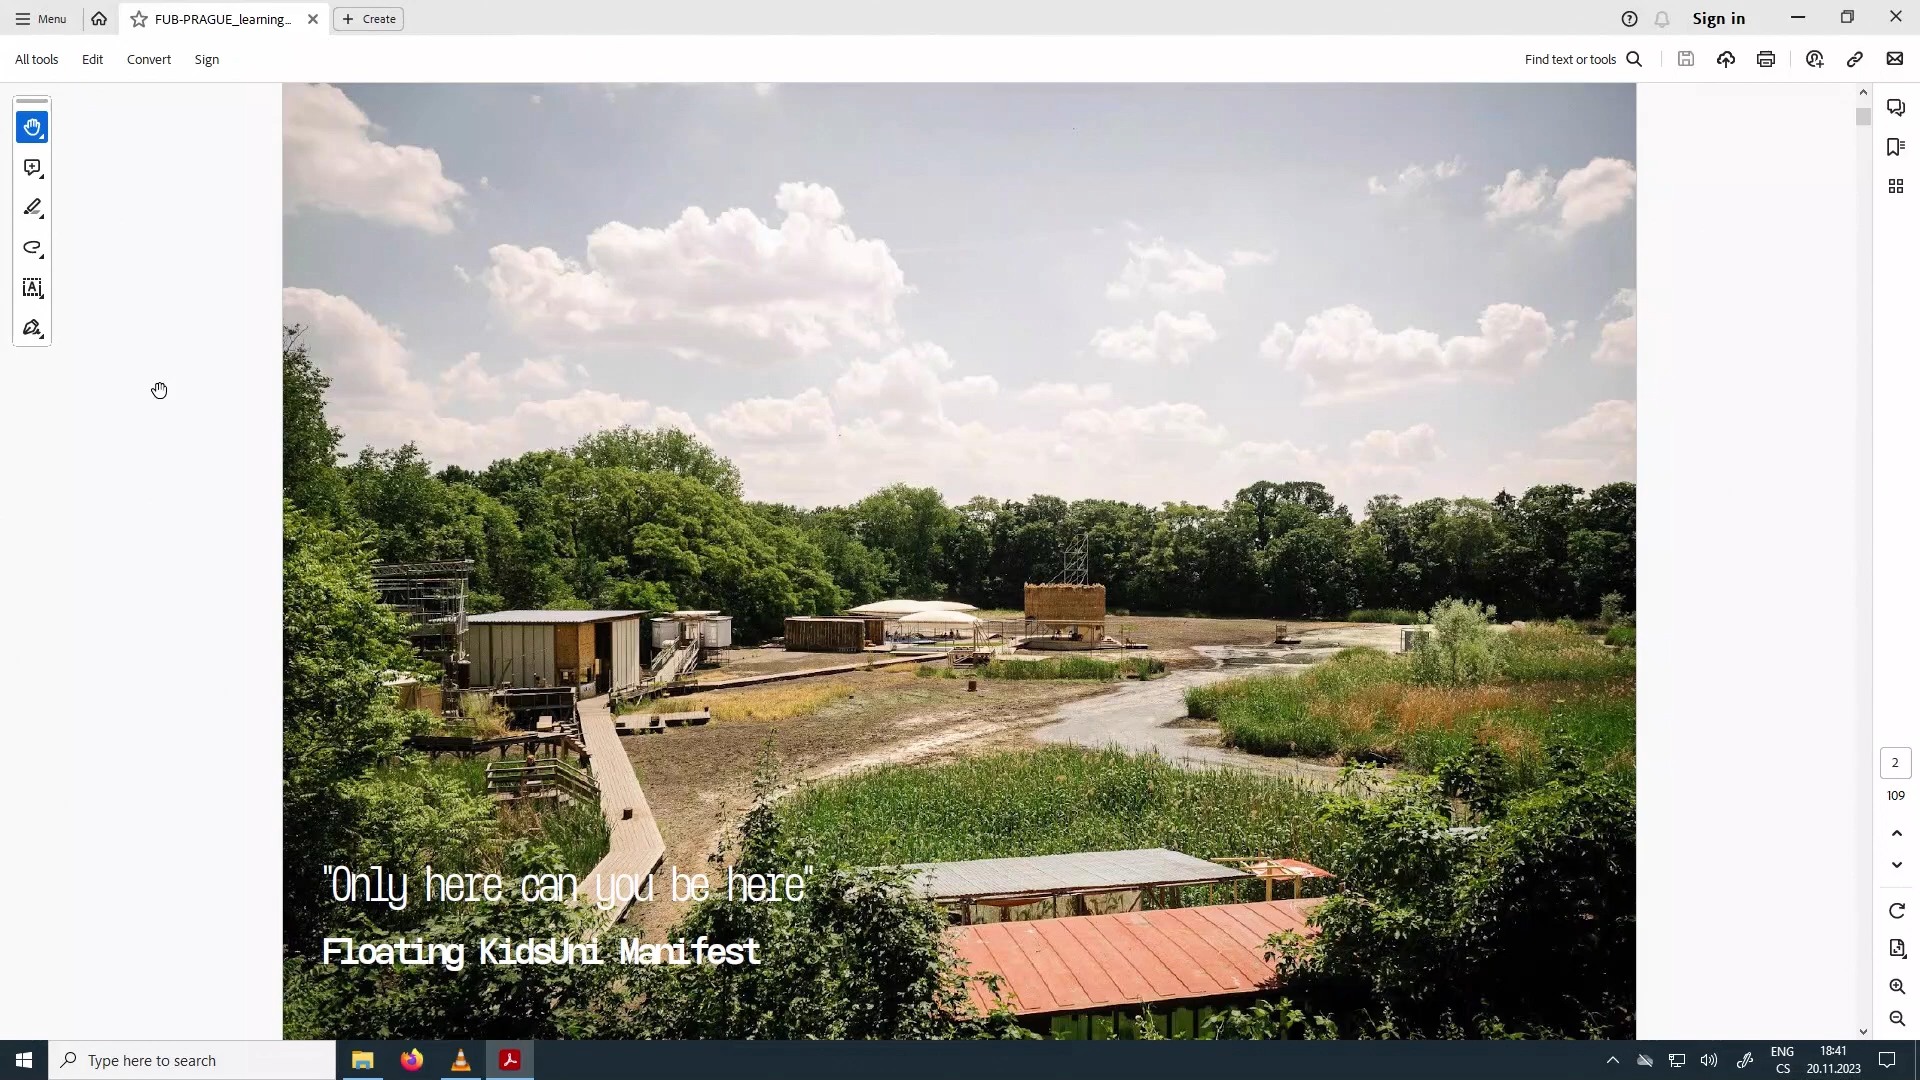 Menu
FUB-PRAGUE_learning...
Create
Sign in
All tools
Edit
Convert
Sign
Find text or tools
"Only here can you be here"
Floating KidsUni Manifest
2
109
Type here to search
ENG
CS
18:41
20.11.2023